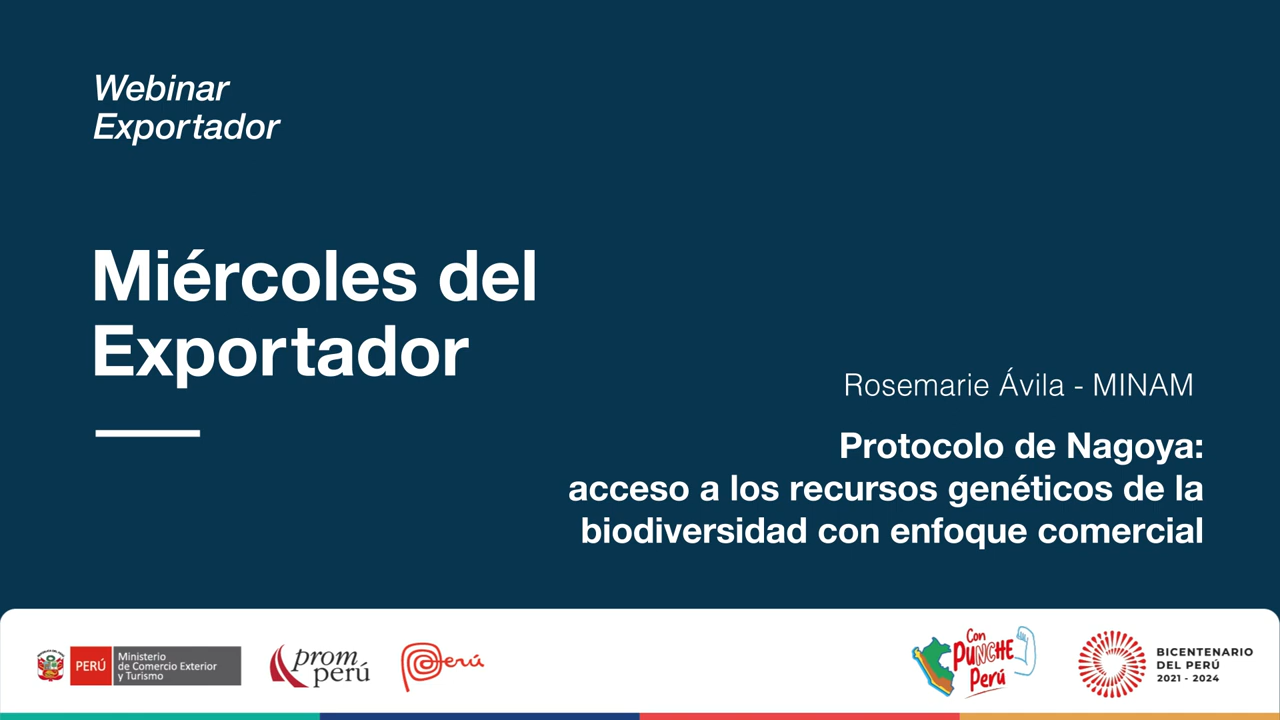 Webinar
Exportador
Miércoles del
Exportador
Rosemarie Ávila - MINAM
Protocolo de Nagoya:
acceso a los recursos genéticos de la
biodiversidad con enfoque comercial
PERÚ
Ministerio
de Comercio Exterior
y Turismo
prom
perú
Perú
Con
PUNCHE
Perú
BICENTENARIO
DEL PERÚ
2021 - 2024